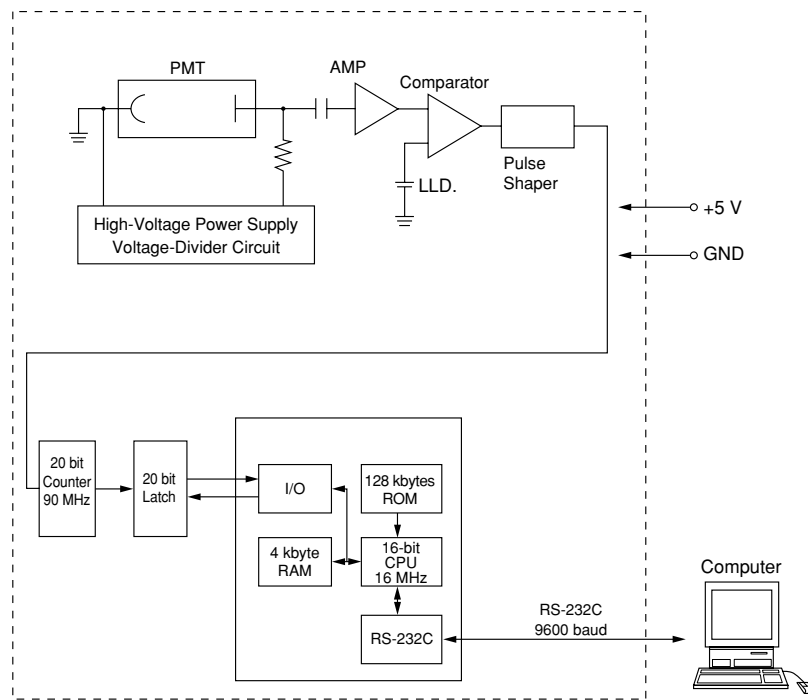 PMT
AMP
Comparator
LLD.
Pulse
Shaper
High-Voltage Power Supply
Voltage-Divider Circuit
+5 V
GND
20 bit
Counter
90 MHz
20 bit
Latch
I/O
128 kbytes
ROM
4 kbyte
RAM
16-bit
CPU
16 MHz
RS-232C
RS-232C
9600 baud
Computer